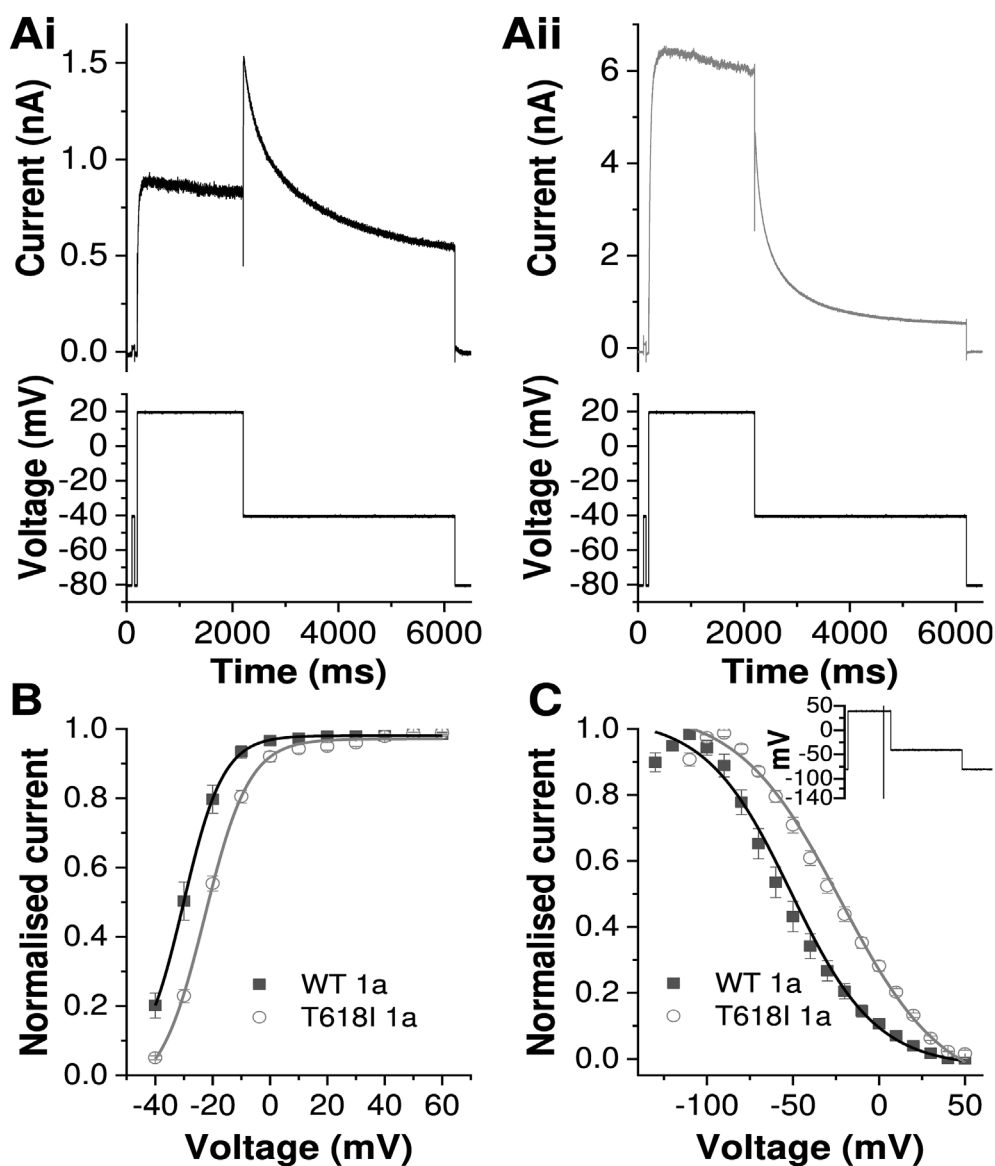 Ai
Current (nA)
1.5
1.0
0.5
0.0
Voltage (mV)
20
0
-20
-40
-60
-80
0 2000 4000 6000
Time (ms)
Aii
Current (nA)
6
4
2
0
Voltage (mV)
20
0
-20
-40
-60
-80
0 2000 4000 6000
Time (ms)
B
Normalised current
1.0
0.8
0.6
0.4
0.2
0.0
WT 1a
T618I 1a
-40 -20 0 20 40 60
Voltage (mV)
C
Normalised current
1.0
0.8
0.6
0.4
0.2
0.0
mV
50
0
-50
-100
-140
WT 1a
T618I 1a
-100 -50 0 50
Voltage (mV)